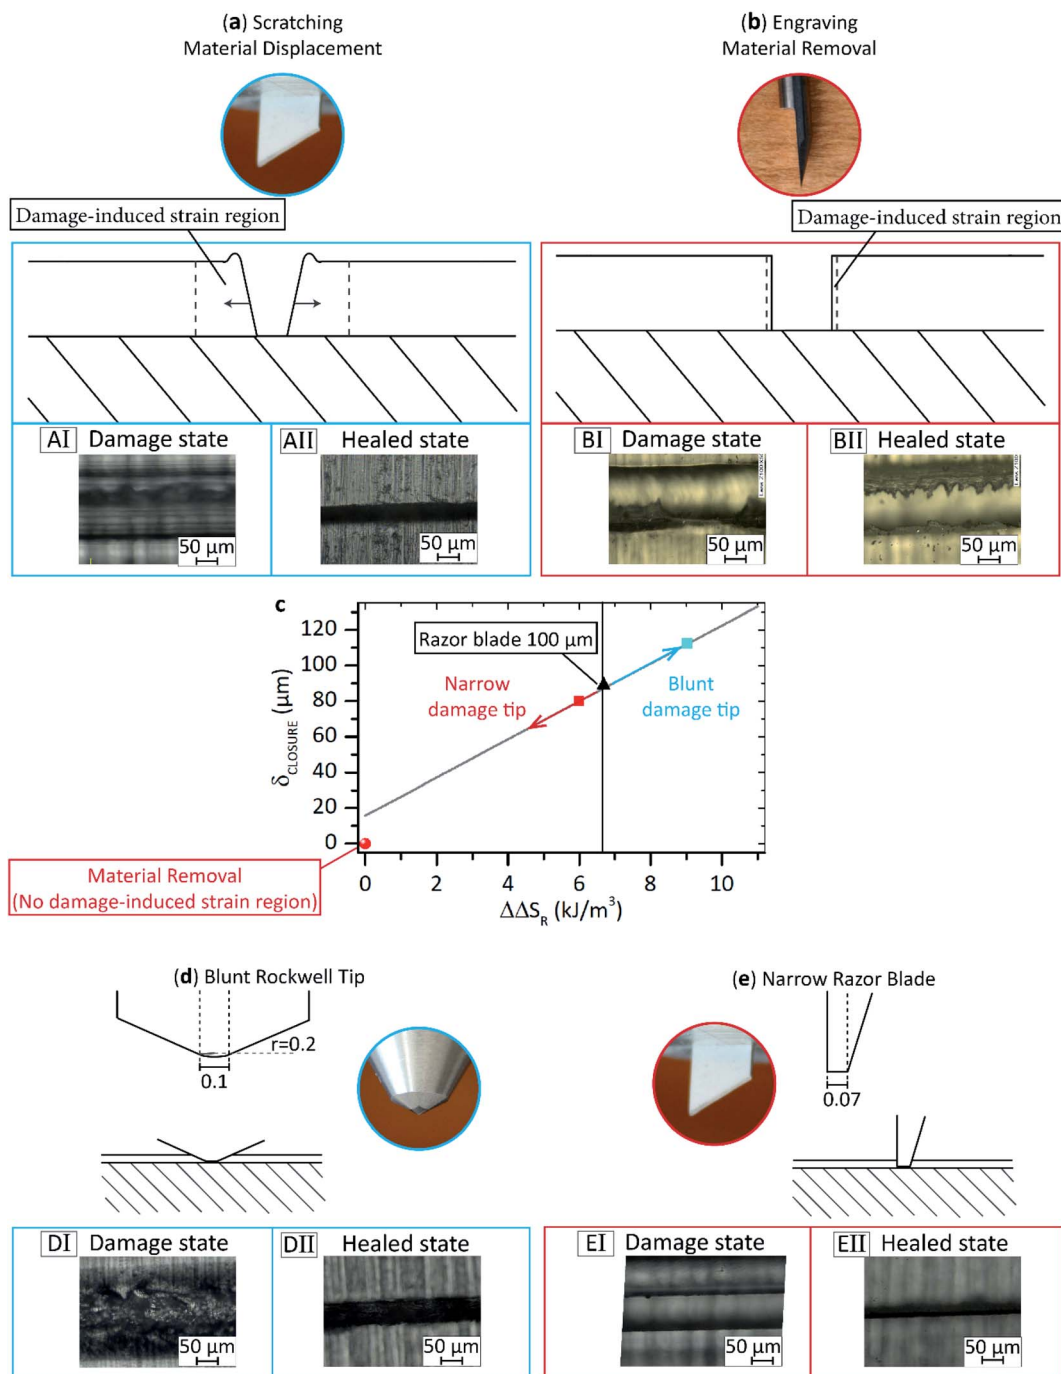 (a) Scratching
Material Displacement
(b) Engraving
Material Removal
Damage-induced strain region
Damage-induced strain region
AI Damage state
50 µm
AII Healed state
50 µm
BI Damage state
50 µm
BII Healed state
50 µm
c
δCLOSURE (µm)
120
100
80
60
40
20
0
Razor blade 100 µm
Narrow
damage tip
Blunt
damage tip
Material Removal
(No damage-induced strain region)
0 2 4 6 8 10
ΔΔSR (kJ/m³)
(d) Blunt Rockwell Tip
r=0.2
0.1
(e) Narrow Razor Blade
0.07
DI Damage state
50 µm
DII Healed state
50 µm
EI Damage state
50 µm
EII Healed state
50 µm